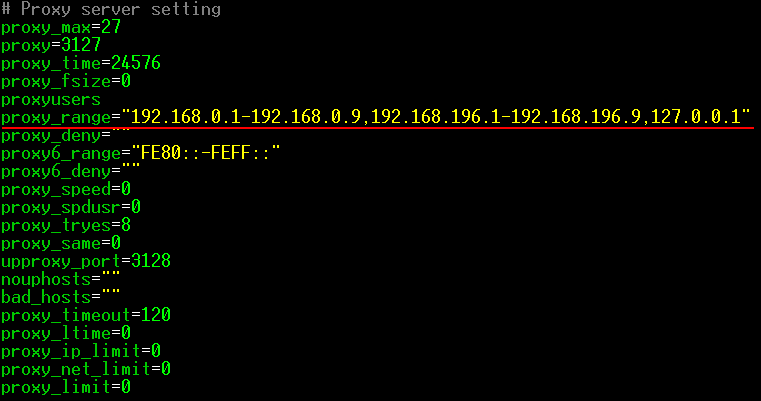 # Proxy server setting
proxy_max=27
proxy=3127
proxy_time=24576
proxy_fsize=0
proxyusers
proxy_range="192.168.0.1-192.168.0.9,192.168.196.1-192.168.196.9,127.0.0.1"
proxy_deny=""
proxy6_range="FE80::-FEFF::"
proxy6_deny=""
proxy_speed=0
proxy_spdusr=0
proxy_tryes=8
proxy_same=0
upproxy_port=3128
nouphosts=""
bad_hosts=""
proxy_timeout=120
proxy_ltime=0
proxy_ip_limit=0
proxy_net_limit=0
proxy_limit=0